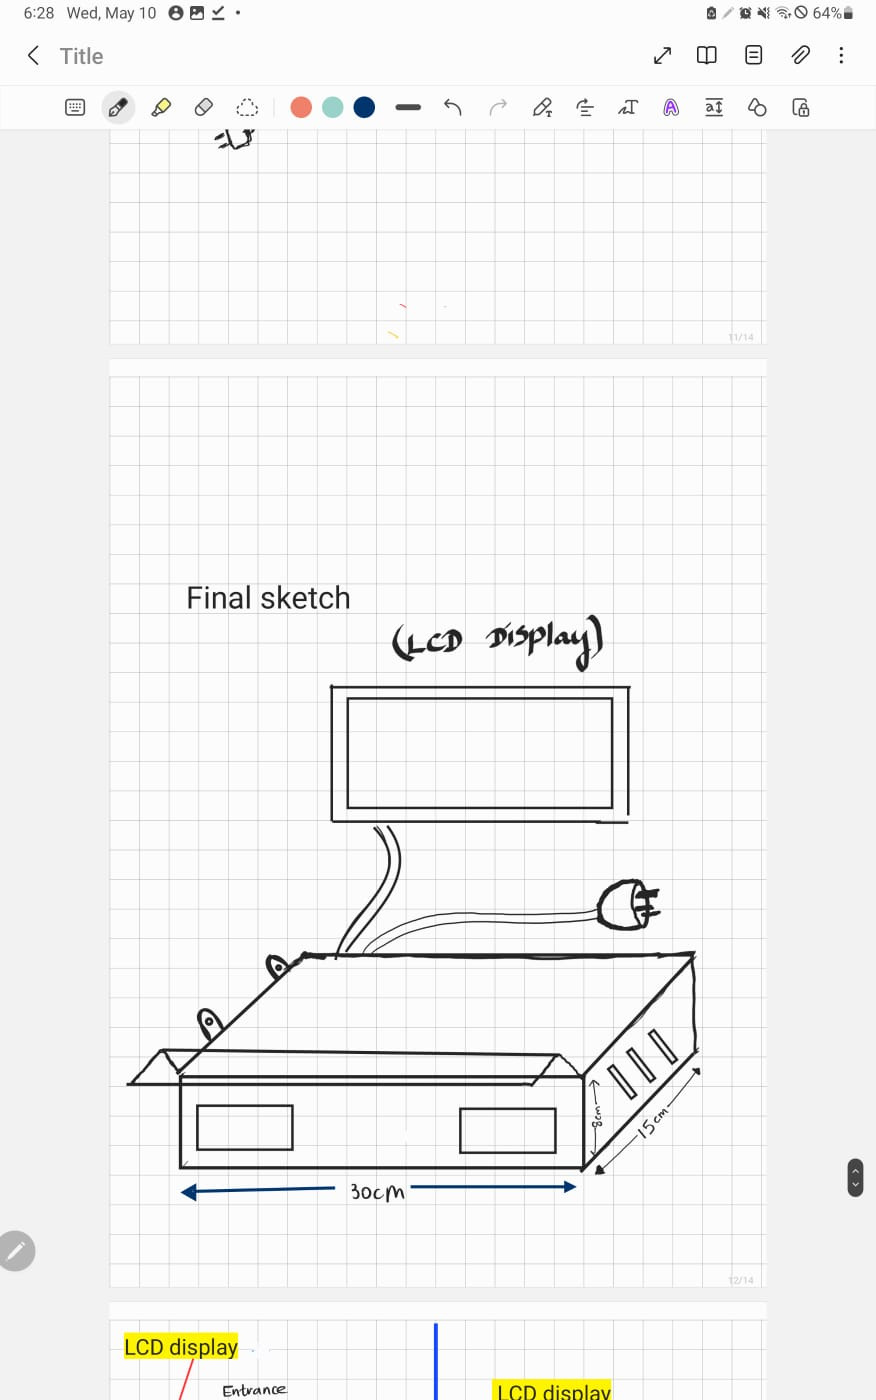 6:28 Wed, May 10
64%
Title
11/14
Final sketch
(LCD Display)
8cm
15cm
30cm
12/14
LCD display
Entrance
LCD display